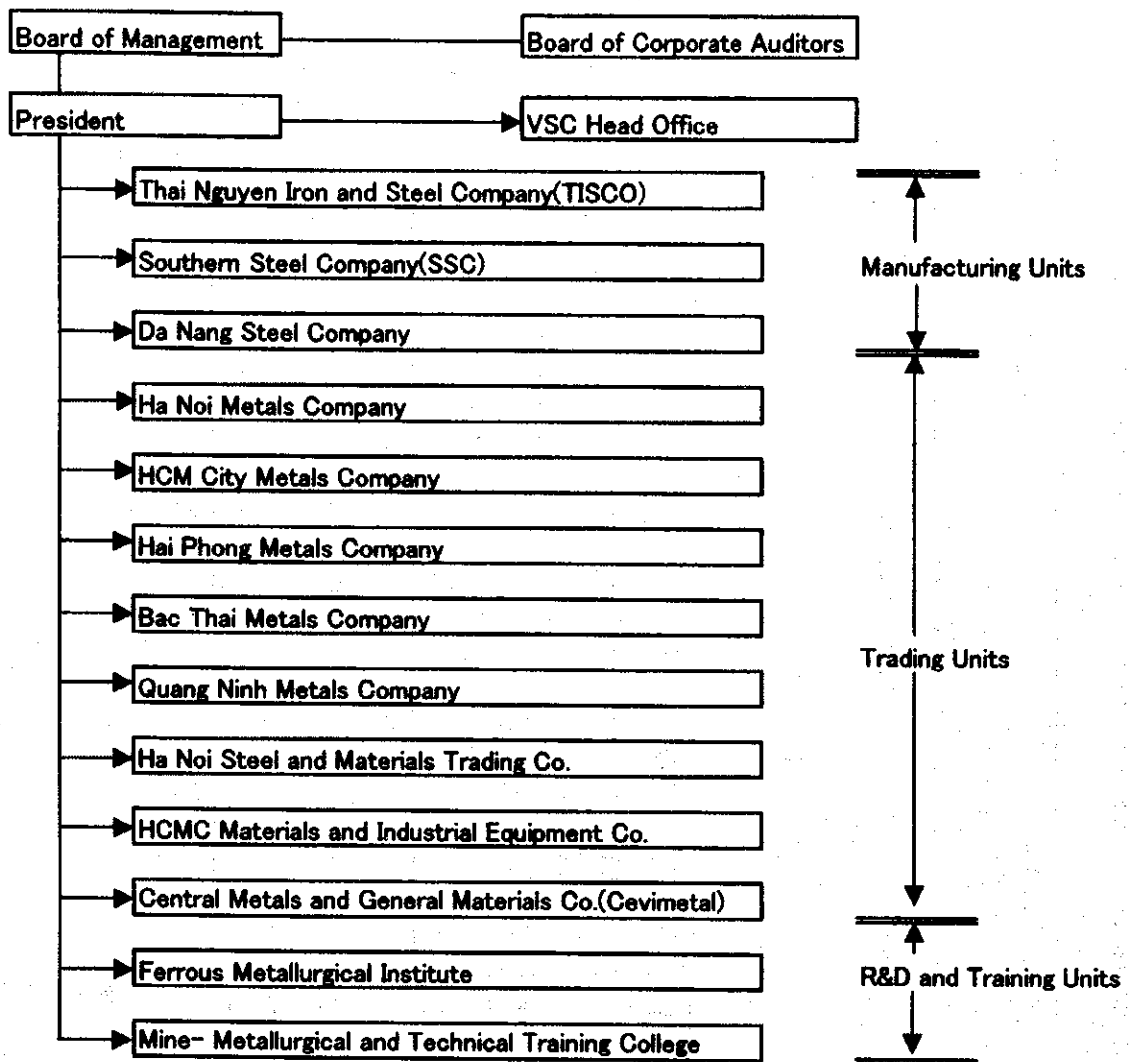 Board of Management
Board of Corporate Auditors
President
VSC Head Office
Thai Nguyen Iron and Steel Company(TISCO)
Southern Steel Company(SSC)
Manufacturing Units
Da Nang Steel Company
Ha Noi Metals Company
HCM City Metals Company
Hai Phong Metals Company
Bac Thai Metals Company
Trading Units
Quang Ninh Metals Company
Ha Noi Steel and Materials Trading Co.
HCMC Materials and Industrial Equipment Co.
Central Metals and General Materials Co.(Cevimetal)
Ferrous Metallurgical Institute
R&D and Training Units
Mine- Metallurgical and Technical Training College